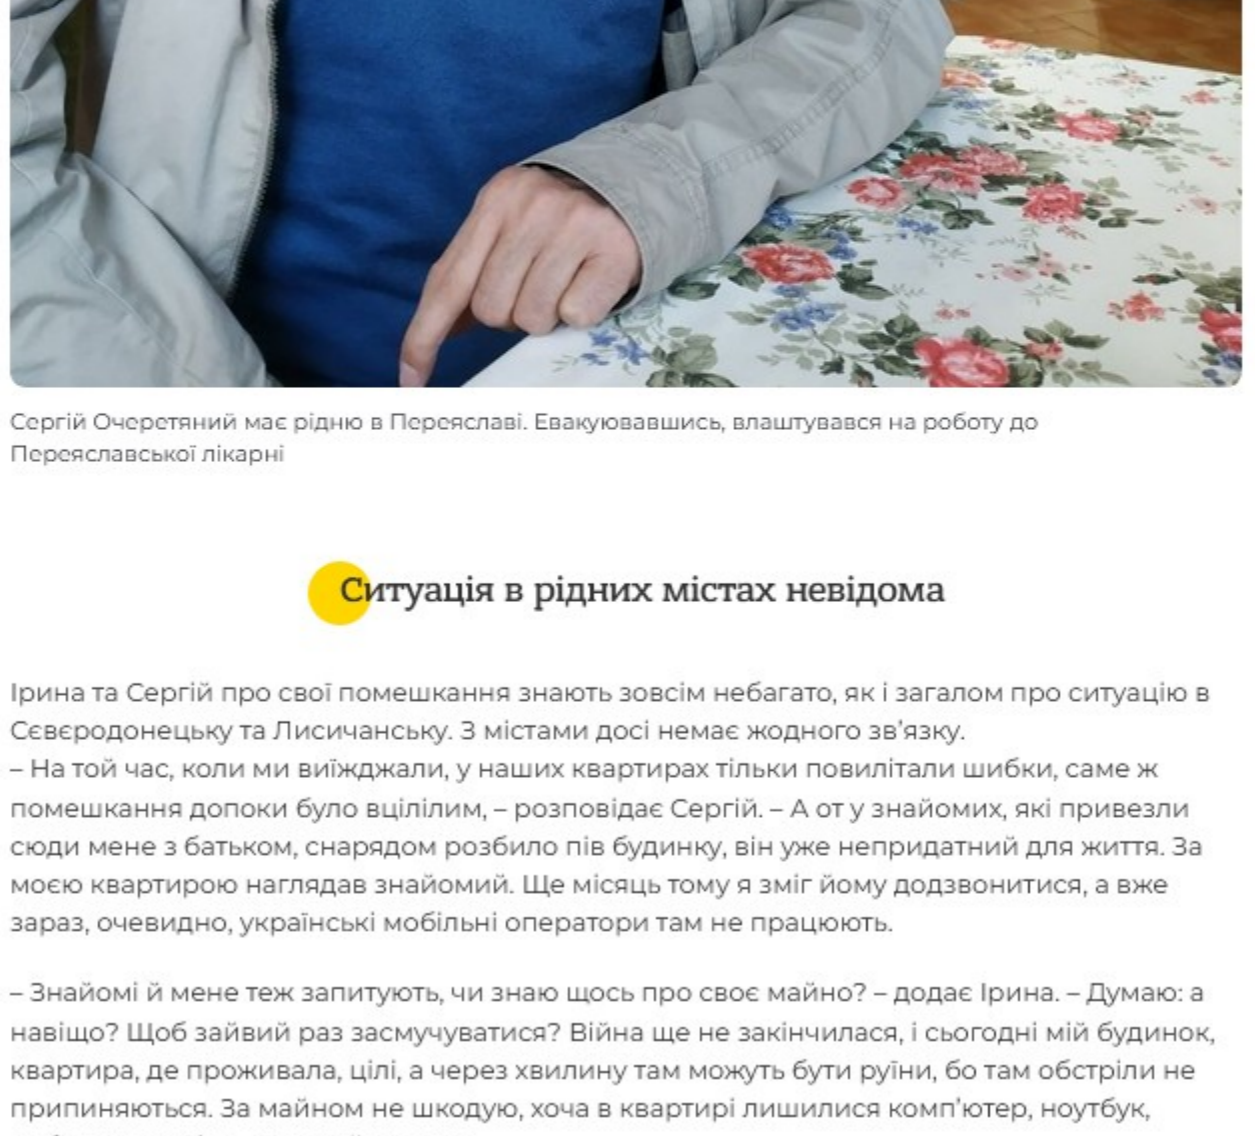 Сергій Очеретяний має рідню в Переяславі. Евакуювавшись, влаштувався на роботу до
Переяславської лікарні
Ситуація в рідних містах невідома
Ірина та Сергій про свої помешкання знають зовсім небагато, як і загалом про ситуацію в
Сєвєродонецьку та Лисичанську. З містами досі немає жодного зв’язку.
– На той час, коли ми виїжджали, у наших квартирах тільки повилітали шибки, саме ж
помешкання допоки було вцілілим, – розповідає Сергій. – А от у знайомих, які привезли
сюди мене з батьком, снарядом розбило пів будинку, він уже непридатний для життя. За
моєю квартирою наглядав знайомий. Ще місяць тому я зміг йому додзвонитися, а вже
зараз, очевидно, українські мобільні оператори там не працюють.
– Знайомі й мене теж запитують, чи знаю щось про своє майно? – додає Ірина. – Думаю: а
навіщо? Щоб зайвий раз засмучуватися? Війна ще не закінчилася, і сьогодні мій будинок,
квартира, де проживала, цілі, а через хвилину там можуть бути руїни, бо там обстріли не
припиняються. За майном не шкодую, хоча в квартирі лишилися комп’ютер, ноутбук,